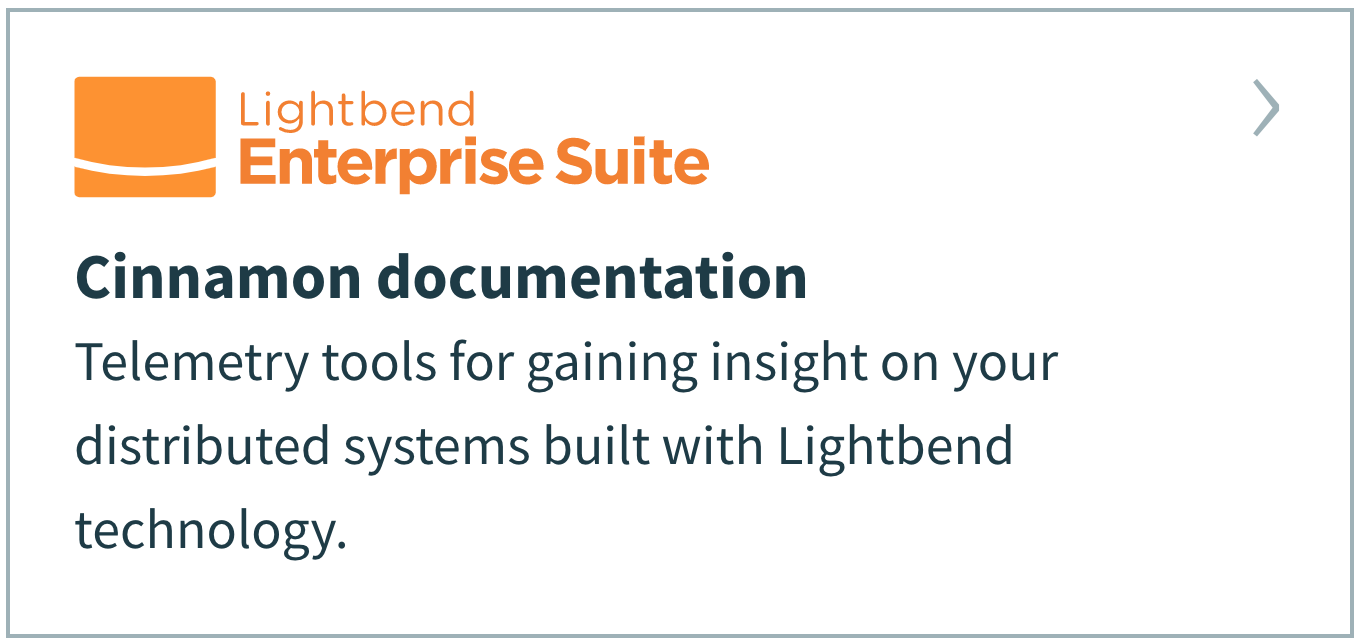 Lightbend
Enterprise Suite
Cinnamon documentation
Telemetry tools for gaining insight on your
distributed systems built with Lightbend
technology.